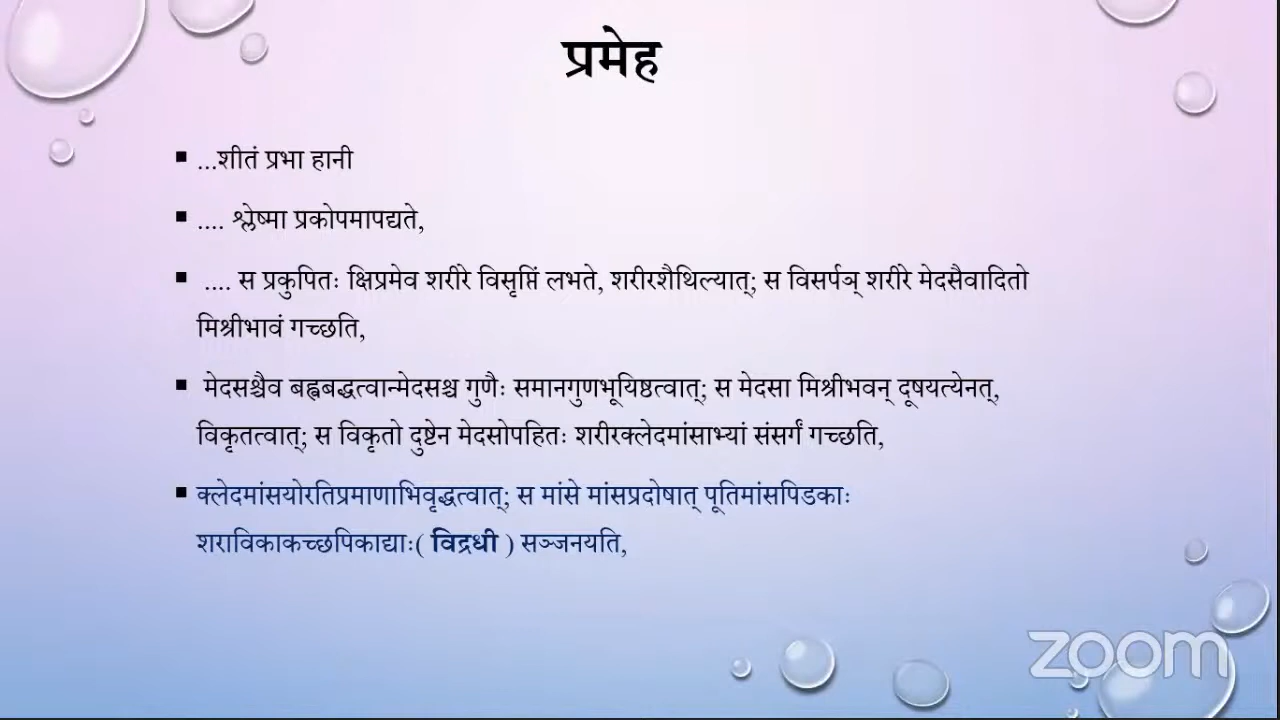 प्रमेह
▪ ...शीतं प्रभा हानी
▪ .... श्लेष्मा प्रकोपमापद्यते,
▪ .... स प्रकुपितः क्षिप्रमेव शरीरे विसृप्तिं लभते, शरीरशैथिल्यात्; स विसर्पञ् शरीरे मेदसैवादितो
मिश्रीभावं गच्छति,
▪ मेदसश्चैव बह्वबद्धत्वान्मेदसश्च गुणैः समानगुणभूयिष्ठत्वात्; स मेदसा मिश्रीभवन् दूषयत्येनत्,
विकृतत्वात्; स विकृतो दुष्टेन मेदसोपहितः शरीरक्लेदमांसाभ्यां संसर्गं गच्छति,
▪ क्लेदमांसयोरतिप्रमाणाभिवृद्धत्वात्; स मांसे मांसप्रदोषात् पूतिमांसपिडकाः
शराविकाकच्छपिकाद्याः( विद्रधी ) सञ्जनयति,
zoom